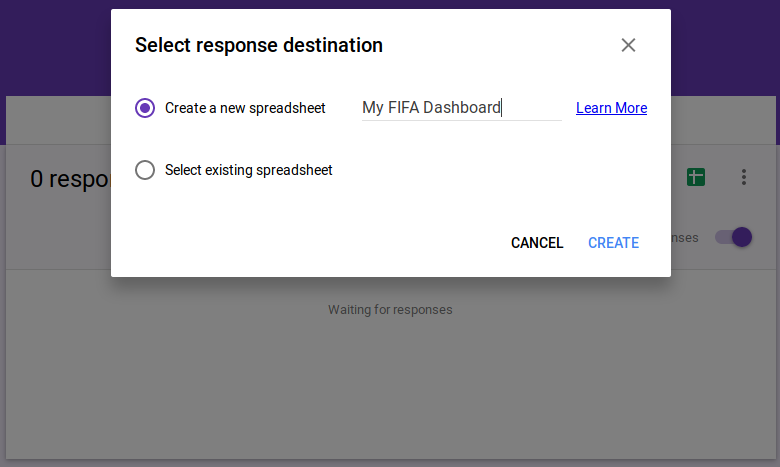 Select response destination
Create a new spreadsheet My FIFA Dashboard Learn More
Select existing spreadsheet
0 respo
nses
CANCEL CREATE
Waiting for responses